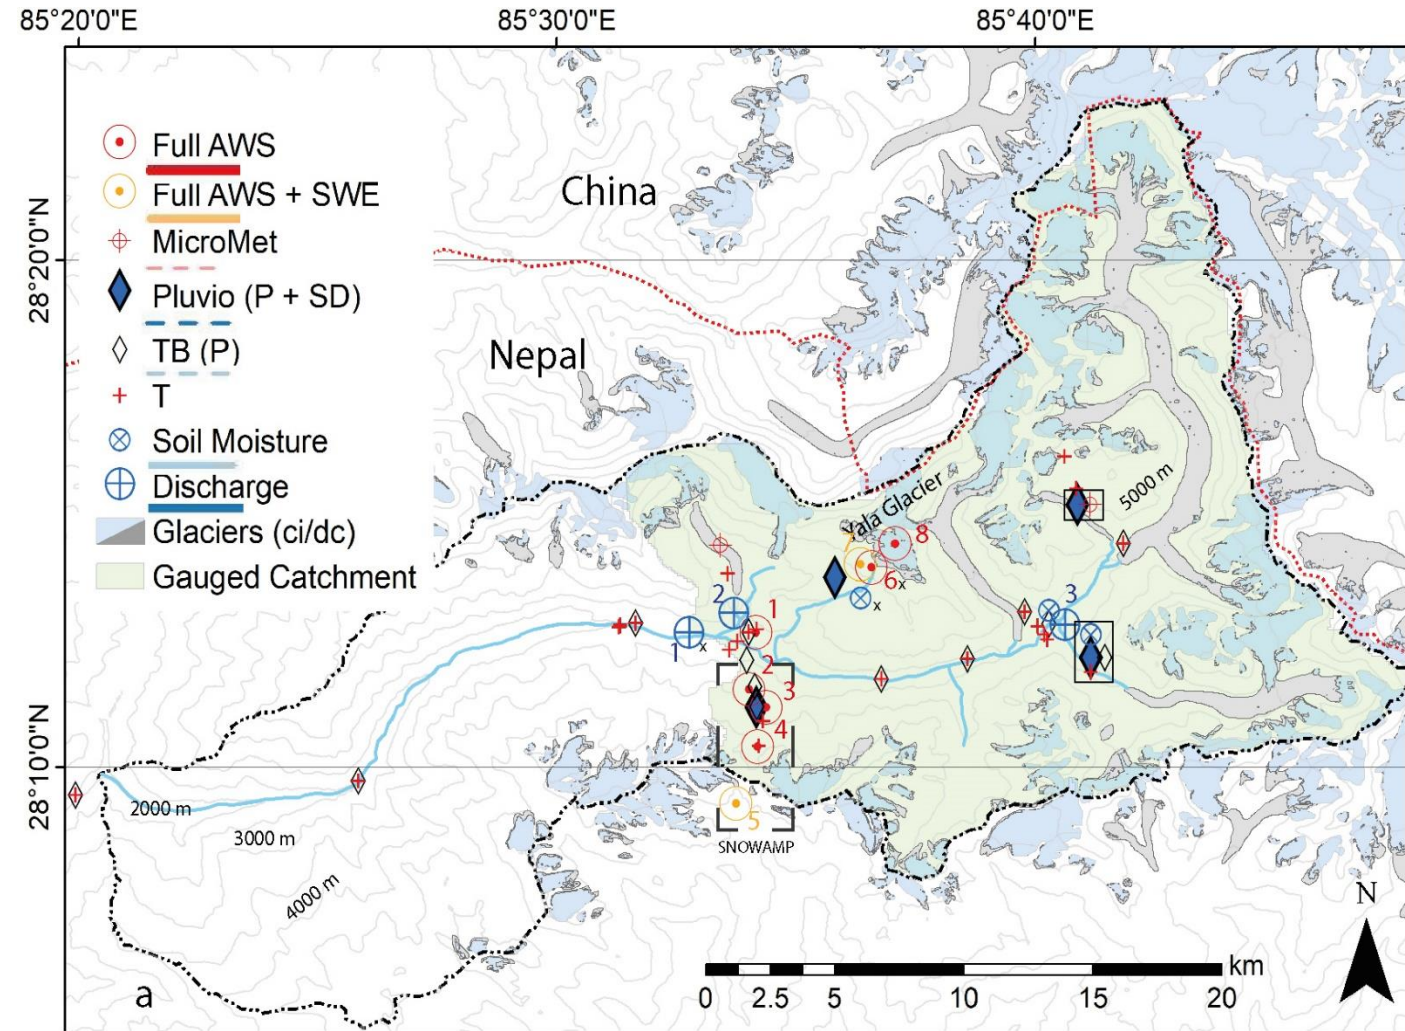 85°20'0"E
85°30'0"E
85°40'0"E
28°20'0"N
28°10'0"N
Full AWS
Full AWS + SWE
MicroMet
Pluvio (P + SD)
TB (P)
T
Soil Moisture
Discharge
Glaciers (ci/dc)
Gauged Catchment
China
Nepal
Yala Glacier
5000 m
7
8
6
x
x
2
1
3
1
x
2
3
4
5
SNOWAMP
2000 m
3000 m
4000 m
a
N
km
0 2.5 5 10 15 20